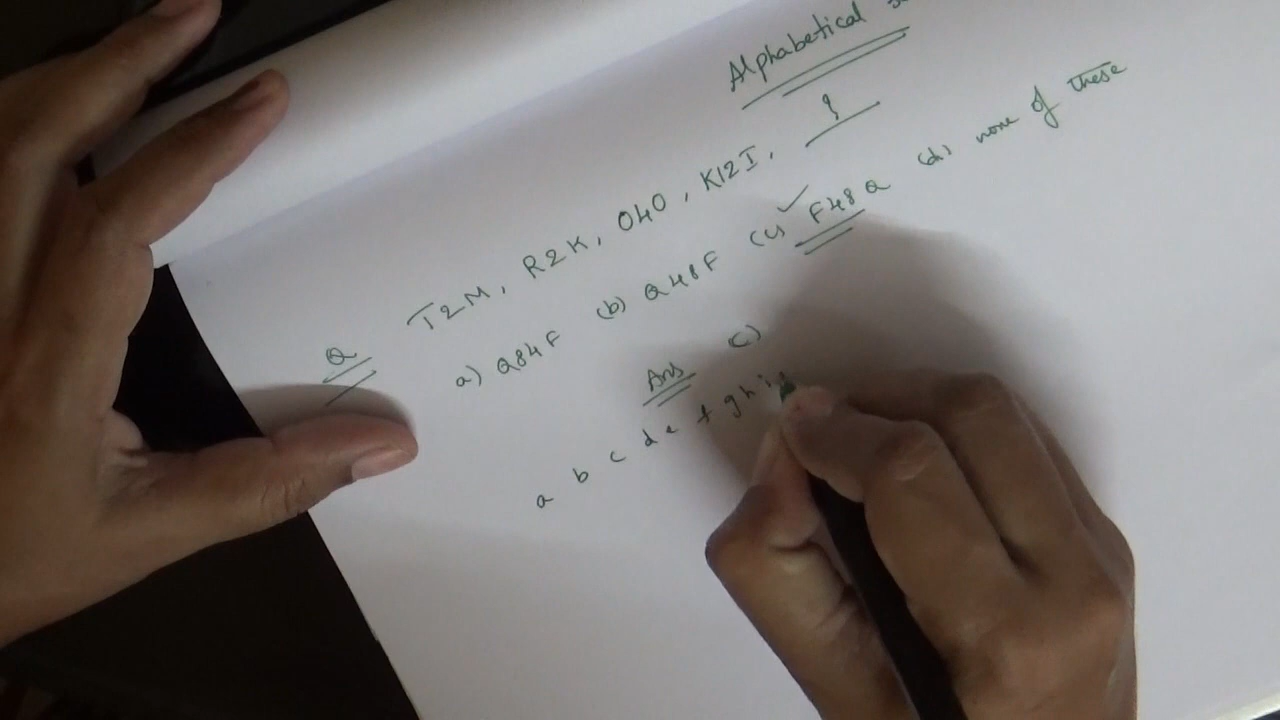 Alphabetical
Q T2M, R2K, O4O, K12I, ?
a) Q84F (b) Q48F (c) F48Q (d) none of these
Ans C)
a b c d e f g h i